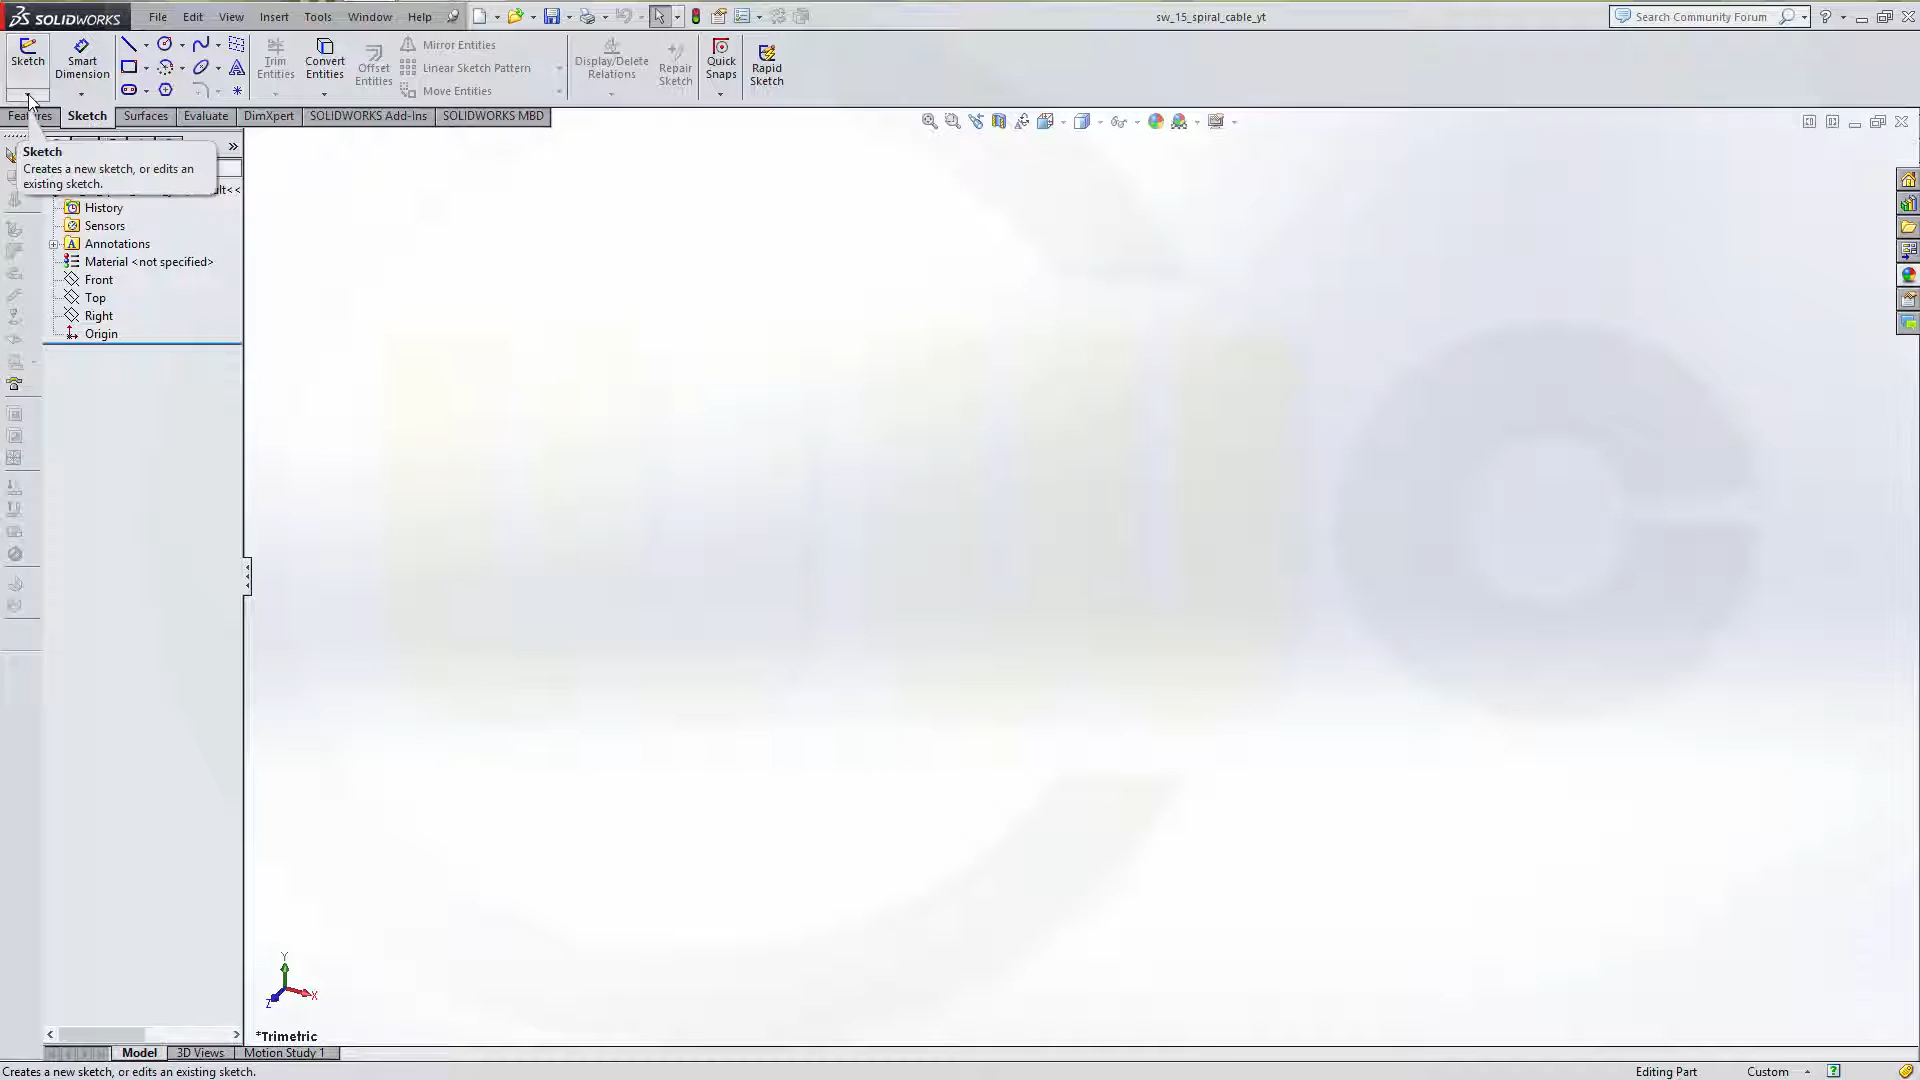 SOLIDWORKS
File Edit View Insert Tools Window Help
sw_15_spiral_cable_yt
Search Community Forum
Sketch
Smart Dimension
Trim Entities
Convert Entities
Offset Entities
Mirror Entities
Linear Sketch Pattern
Move Entities
Display/Delete Relations
Repair Sketch
Quick Snaps
Rapid Sketch
Features Sketch Surfaces Evaluate DimXpert SOLIDWORKS Add-Ins SOLIDWORKS MBD
Sketch
Creates a new sketch, or edits an
existing sketch.
ult<<
History
Sensors
Annotations
Material <not specified>
Front
Top
Right
Origin
Y
X
Z
*Trimetric
Model 3D Views Motion Study 1
Creates a new sketch, or edits an existing sketch.
Editing Part Custom